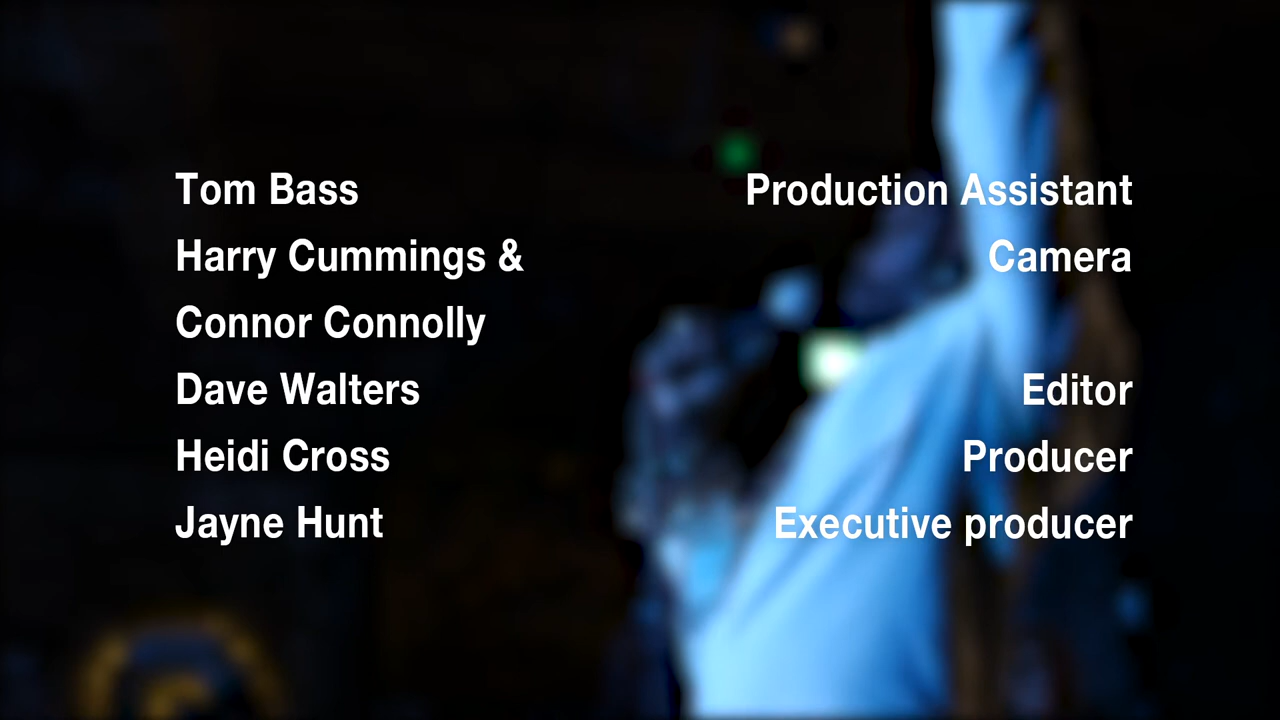 Tom Bass Production Assistant
Harry Cummings & Camera
Connor Connolly
Dave Walters Editor
Heidi Cross Producer
Jayne Hunt Executive producer